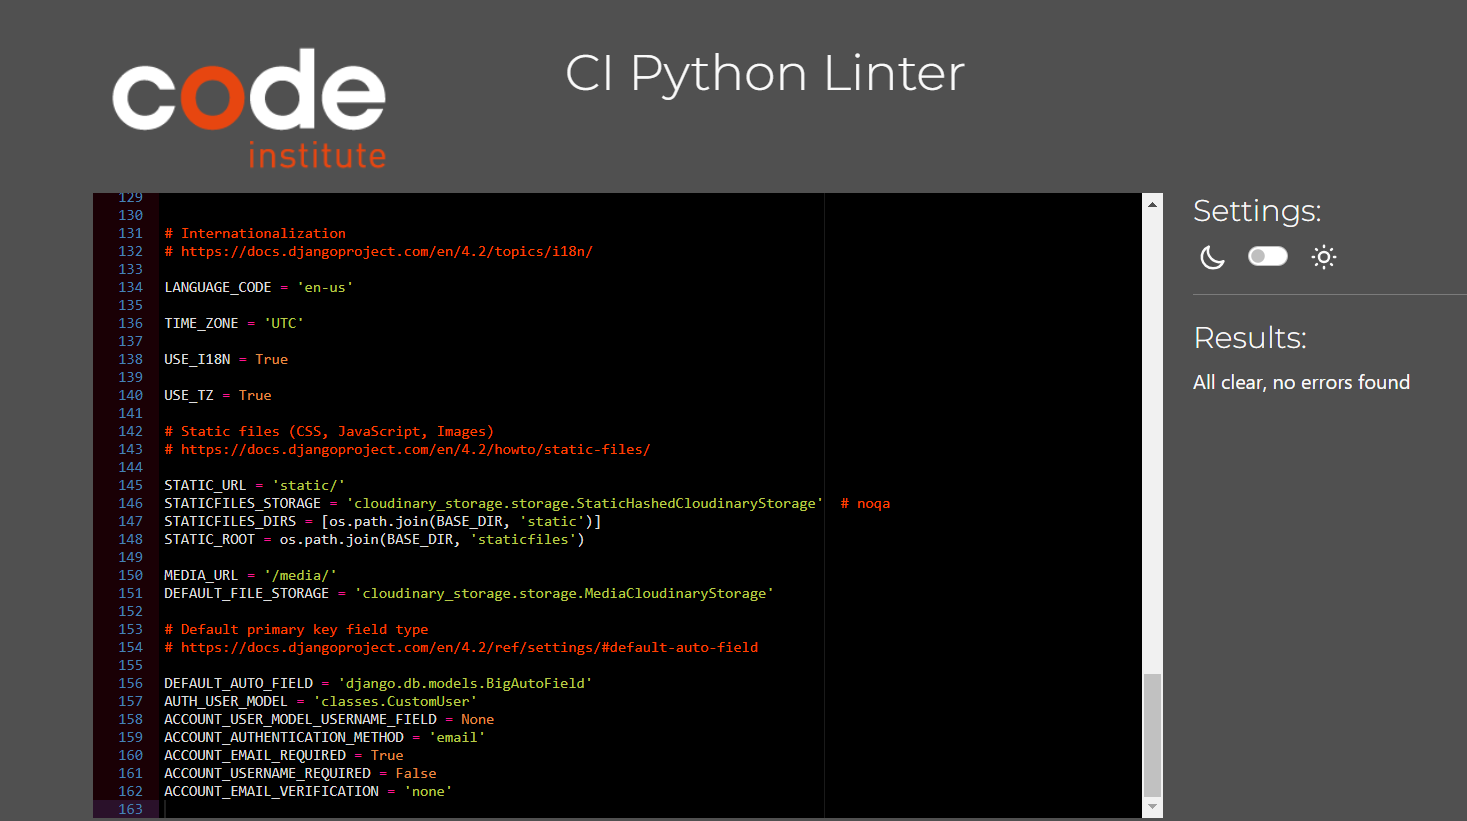 code
institute
CI Python Linter
129
130
131 # Internationalization
132 # https://docs.djangoproject.com/en/4.2/topics/i18n/
133
134 LANGUAGE_CODE = 'en-us'
135
136 TIME_ZONE = 'UTC'
137
138 USE_I18N = True
139
140 USE_TZ = True
141
142 # Static files (CSS, JavaScript, Images)
143 # https://docs.djangoproject.com/en/4.2/howto/static-files/
144
145 STATIC_URL = 'static/'
146 STATICFILES_STORAGE = 'cloudinary_storage.storage.StaticHashedCloudinaryStorage'  # noqa
147 STATICFILES_DIRS = [os.path.join(BASE_DIR, 'static')]
148 STATIC_ROOT = os.path.join(BASE_DIR, 'staticfiles')
149
150 MEDIA_URL = '/media/'
151 DEFAULT_FILE_STORAGE = 'cloudinary_storage.storage.MediaCloudinaryStorage'
152
153 # Default primary key field type
154 # https://docs.djangoproject.com/en/4.2/ref/settings/#default-auto-field
155
156 DEFAULT_AUTO_FIELD = 'django.db.models.BigAutoField'
157 AUTH_USER_MODEL = 'classes.CustomUser'
158 ACCOUNT_USER_MODEL_USERNAME_FIELD = None
159 ACCOUNT_AUTHENTICATION_METHOD = 'email'
160 ACCOUNT_EMAIL_REQUIRED = True
161 ACCOUNT_USERNAME_REQUIRED = False
162 ACCOUNT_EMAIL_VERIFICATION = 'none'
163
Settings:
Results:
All clear, no errors found